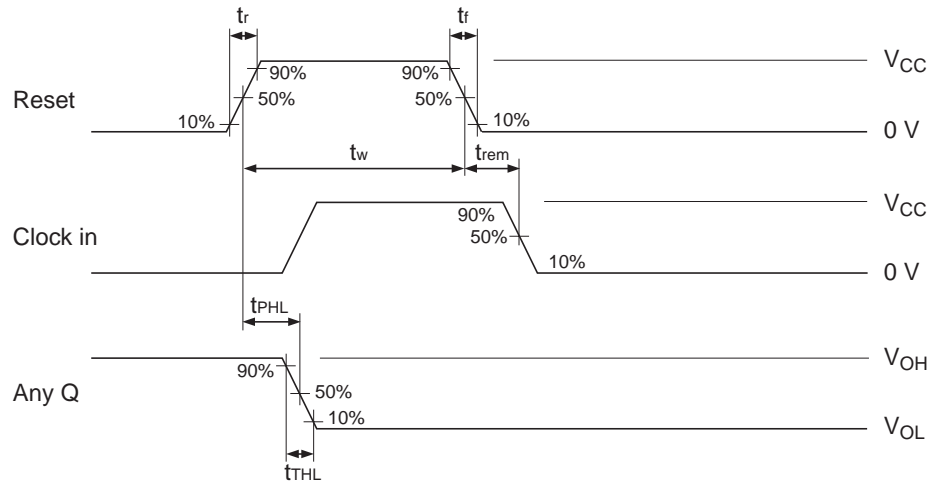 tr
tf
VCC
90%
90%
Reset
50%
50%
10%
10%
0 V
tw
trem
VCC
90%
Clock in
50%
10%
0 V
tPHL
VOH
90%
Any Q
50%
10%
VOL
tTHL